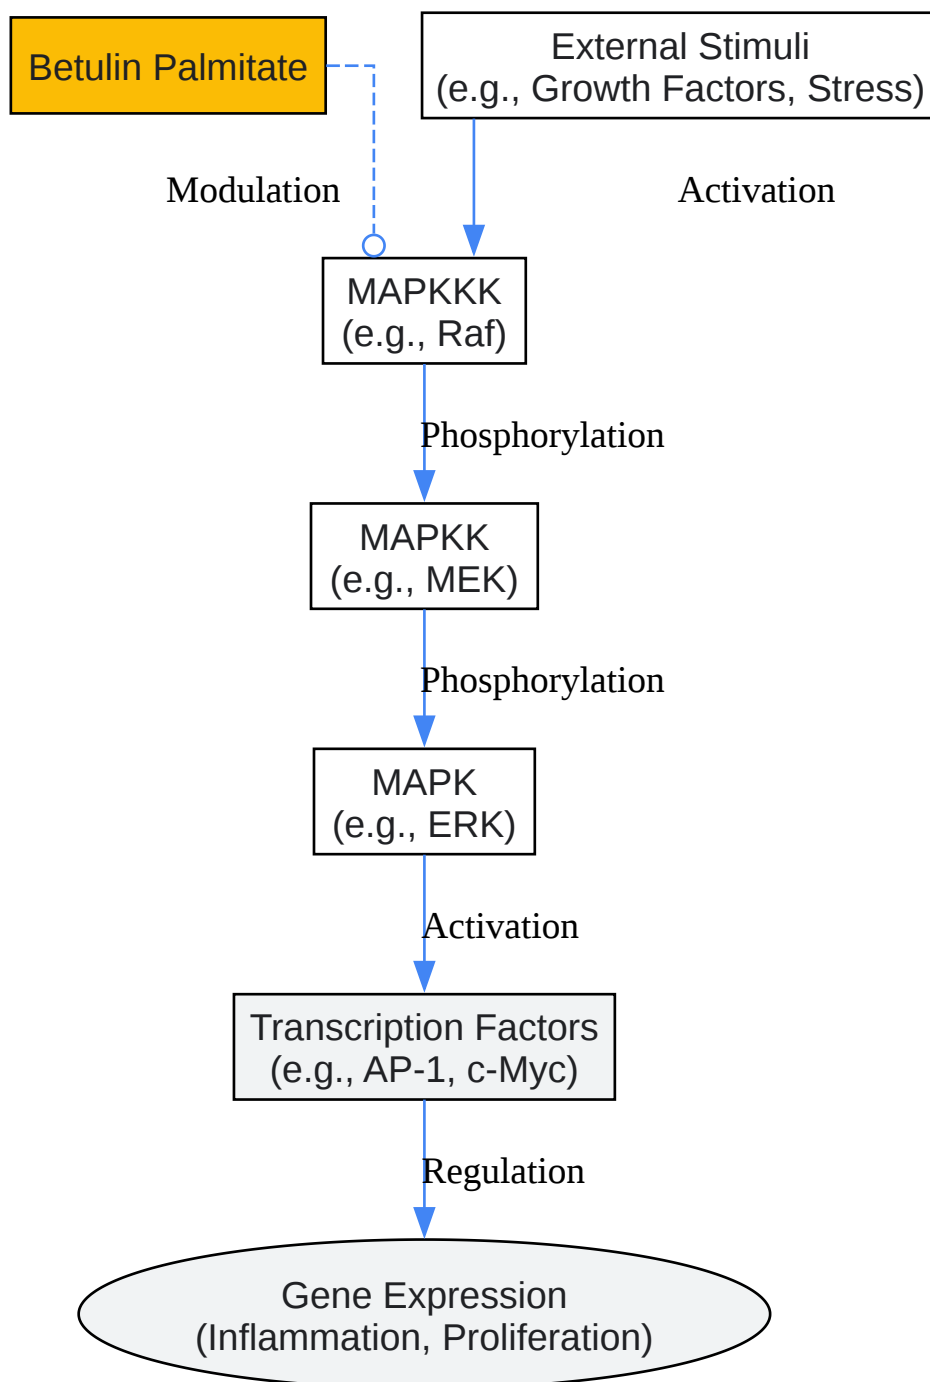 Betulin Palmitate
External Stimuli
(e.g., Growth Factors, Stress)
Modulation
Activation
MAPKKK
(e.g., Raf)
Phosphorylation
MAPKK
(e.g., MEK)
Phosphorylation
MAPK
(e.g., ERK)
Activation
Transcription Factors
(e.g., AP-1, c-Myc)
Regulation
Gene Expression
(Inflammation, Proliferation)